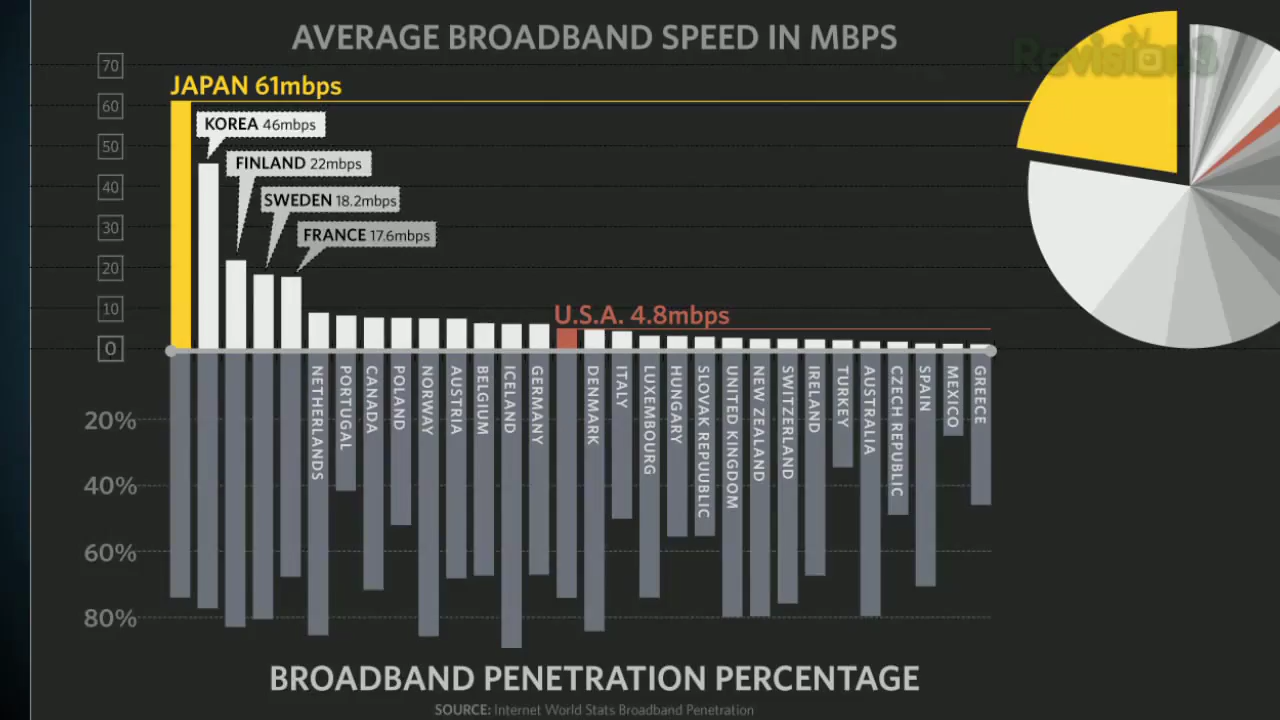 AVERAGE BROADBAND SPEED IN MBPS
Revision3
70
JAPAN 61mbps
60
KOREA 46mbps
50
FINLAND 22mbps
40
SWEDEN 18.2mbps
30
FRANCE 17.6mbps
20
10
U.S.A. 4.8mbps
0
NETHERLANDS
PORTUGAL
CANADA
POLAND
NORWAY
AUSTRIA
BELGIUM
ICELAND
GERMANY
DENMARK
ITALY
LUXEMBOURG
HUNGARY
SLOVAK REPUUBLIC
UNITED KINGDOM
NEW ZEALAND
SWITZERLAND
IRELAND
TURKEY
AUSTRALIA
CZECH REPUBLIC
SPAIN
MEXICO
GREECE
20%
40%
60%
80%
BROADBAND PENETRATION PERCENTAGE
SOURCE: Internet World Stats Broadband Penetration